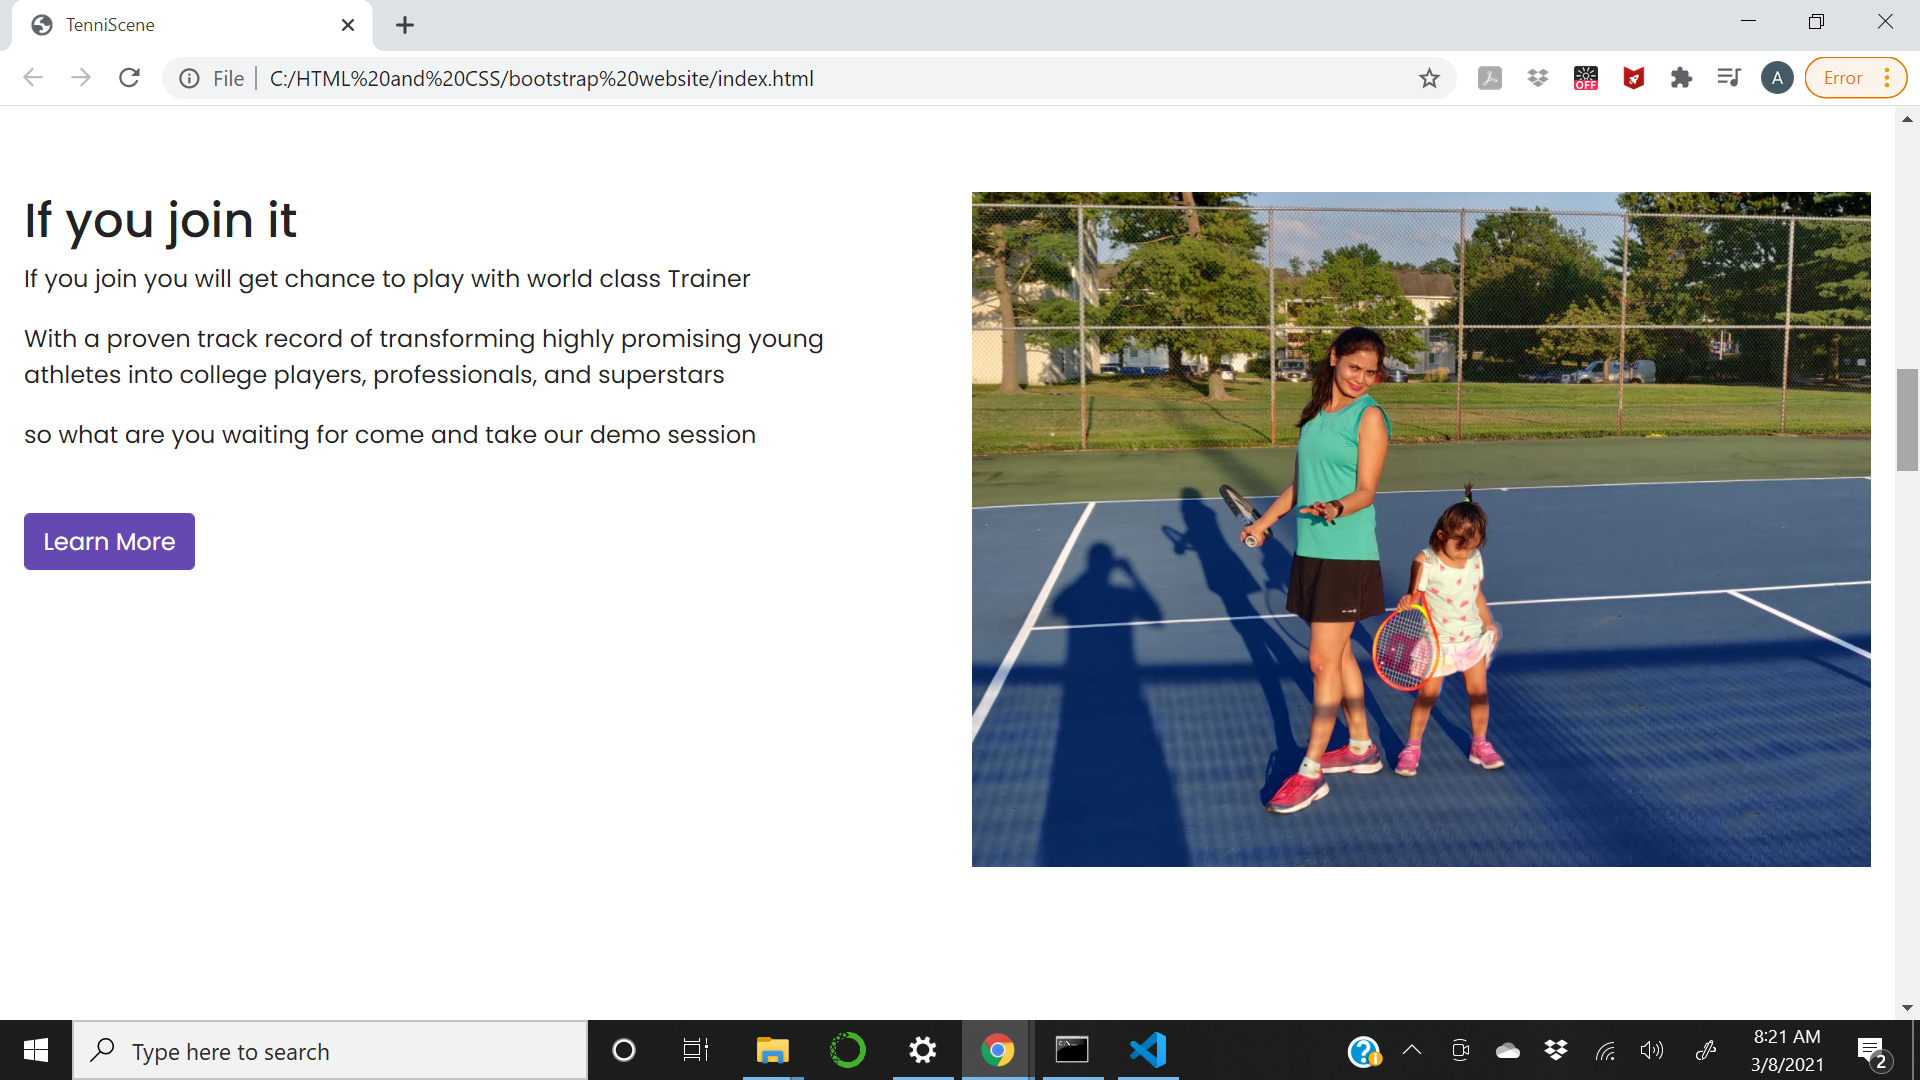 TenniScene
File
C:/HTML%20and%20CSS/bootstrap%20website/index.html
OFF
A
Error
If you join it
If you join you will get chance to play with world class Trainer
With a proven track record of transforming highly promising young
athletes into college players, professionals, and superstars
so what are you waiting for come and take our demo session
Learn More
Type here to search
8:21 AM
3/8/2021
2